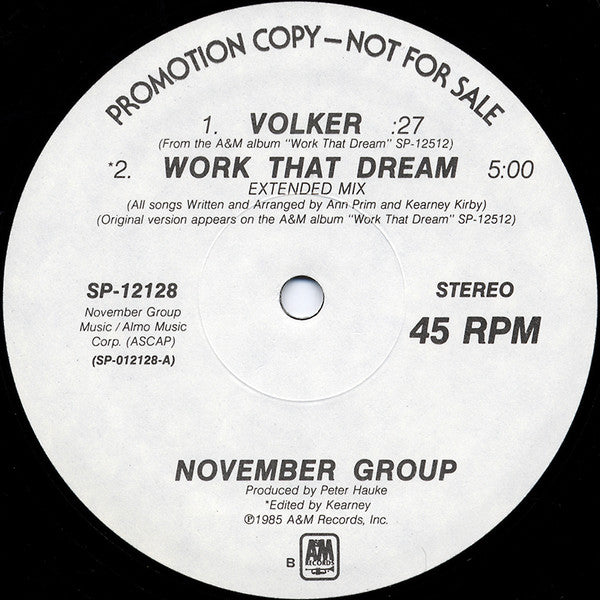 PROMOTION COPY – NOT FOR SALE
1. VOLKER :27
(From the A&M album "Work That Dream" SP-12512)
*2. WORK THAT DREAM 5:00
EXTENDED MIX
(All songs Written and Arranged by Ann Prim and Kearney Kirby)
(Original version appears on the A&M album "Work That Dream" SP-12512)
SP-12128
November Group
Music / Almo Music
Corp. (ASCAP)
(SP-012128-A)
STEREO
45 RPM
NOVEMBER GROUP
Produced by Peter Hauke
*Edited by Kearney
℗1985 A&M Records, Inc.
B
A&M
RECORDS